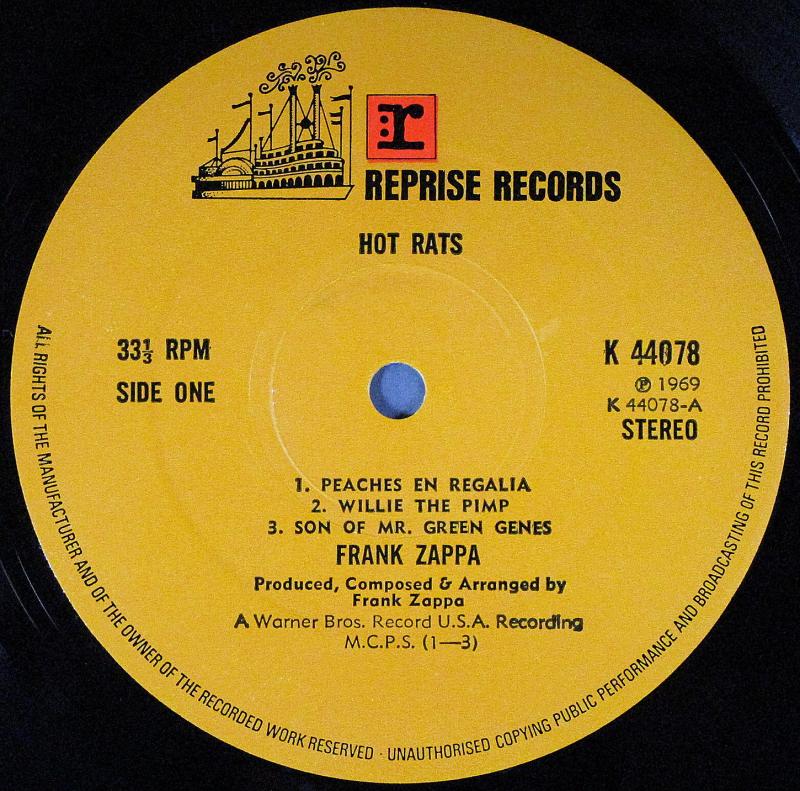 r
REPRISE RECORDS
HOT RATS
33⅓ RPM
SIDE ONE
K 44078
℗ 1969
K 44078-A
STEREO
1. PEACHES EN REGALIA
2. WILLIE THE PIMP
3. SON OF MR. GREEN GENES
FRANK ZAPPA
Produced, Composed & Arranged by
Frank Zappa
A Warner Bros. Record U.S.A. Recording
M.C.P.S. (1—3)
ALL RIGHTS OF THE MANUFACTURER AND OF THE OWNER OF THE RECORDED WORK RESERVED · UNAUTHORISED COPYING PUBLIC PERFORMANCE AND BROADCASTING OF THIS RECORD PROHIBITED